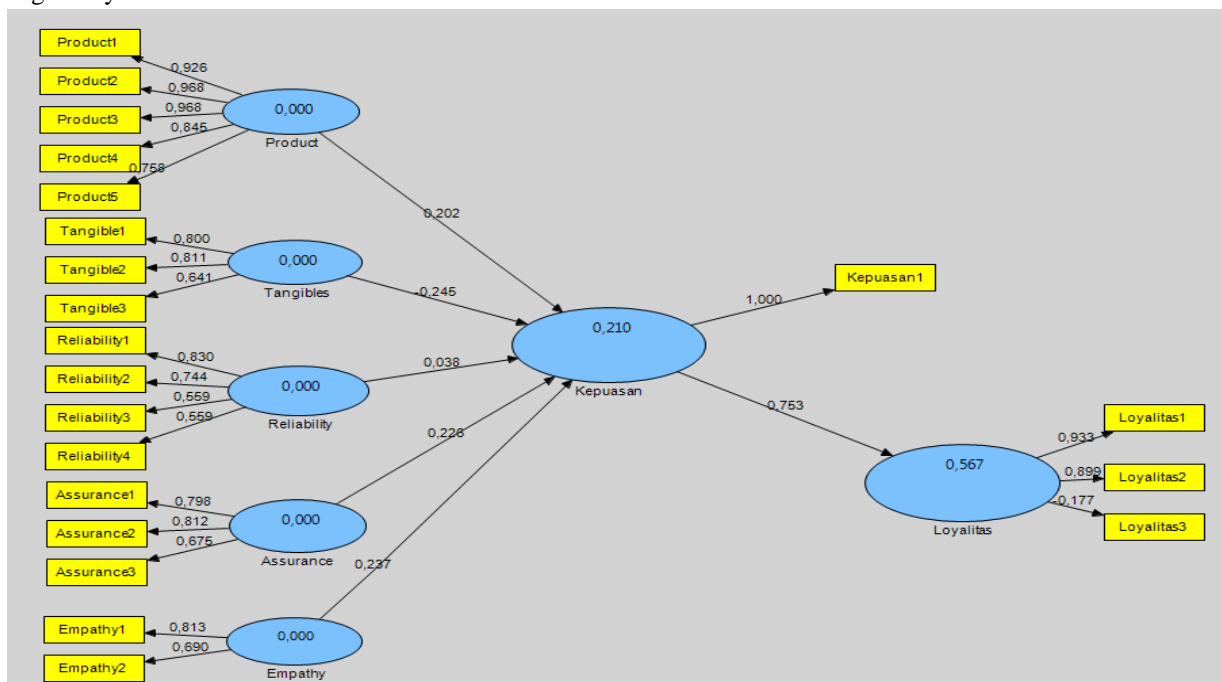 Product1
0,926
Product2
0,968
Product3
0,968
Product4
0,845
Product5
0,758
0,000
Product
0,202
Tangible1
0,800
Tangible2
0,811
Tangible3
0,641
0,000
Tangibles
-0,245
Reliability1
0,830
Reliability2
0,744
Reliability3
0,559
Reliability4
0,559
0,000
Reliability
0,038
Assurance1
0,798
Assurance2
0,812
Assurance3
0,675
0,000
Assurance
Empathy1
0,813
Empathy2
0,690
0,000
Empathy
0,237
0,210
Kepuasan
1,000
Kepuasan1
0,753
0,567
Loyalitas
0,933
Loyalitas1
0,899
Loyalitas2
-0,177
Loyalitas3